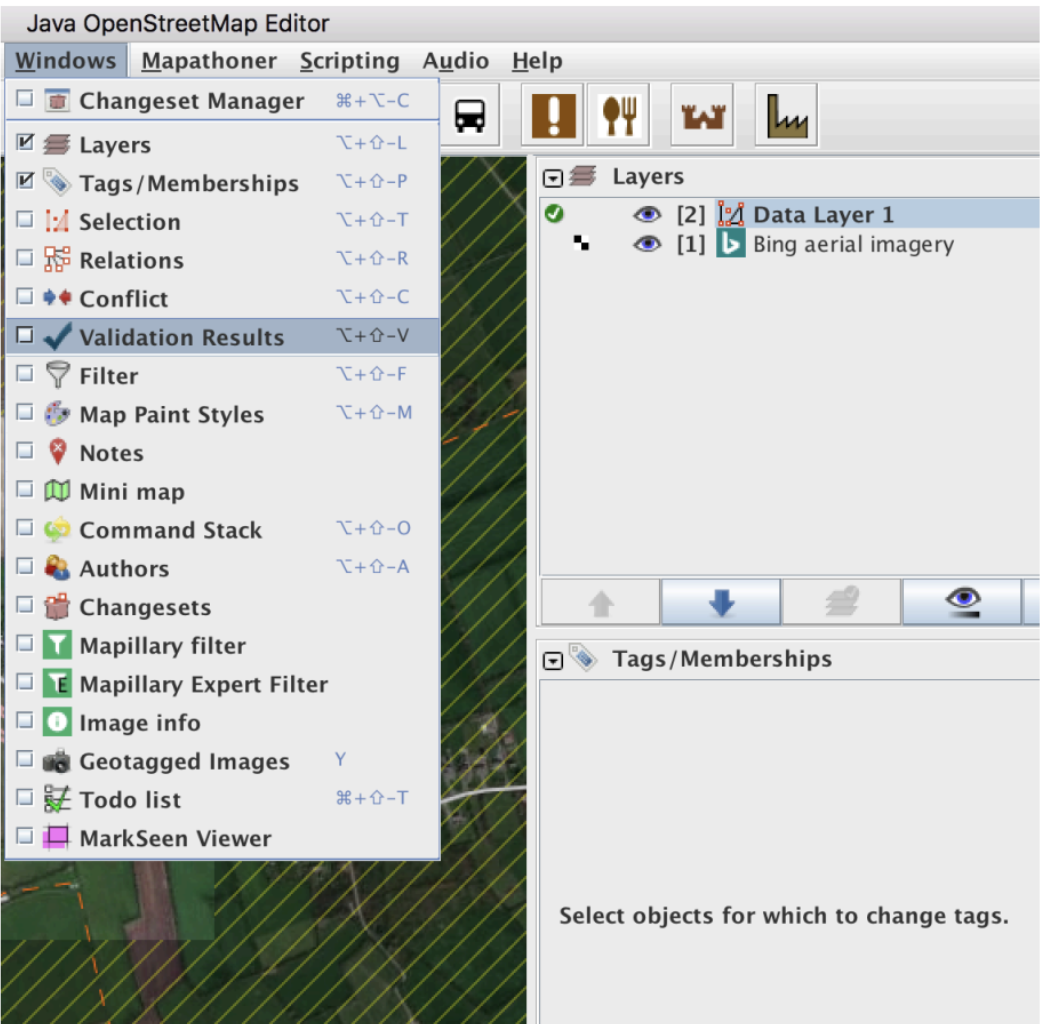 Java OpenStreetMap Editor
Windows Mapathoner Scripting Audio Help
Changeset Manager ⌘+⌥-C
Layers ⌥+⇧-L
Tags/Memberships ⌥+⇧-P
Selection ⌥+⇧-T
Relations ⌥+⇧-R
Conflict ⌥+⇧-C
Validation Results ⌥+⇧-V
Filter ⌥+⇧-F
Map Paint Styles ⌥+⇧-M
Notes
Mini map
Command Stack ⌥+⇧-O
Authors ⌥+⇧-A
Changesets
Mapillary filter
Mapillary Expert Filter
Image info
Geotagged Images Y
Todo list ⌘+⇧-T
MarkSeen Viewer
Layers
[2] Data Layer 1
[1] Bing aerial imagery
Tags/Memberships
Select objects for which to change tags.